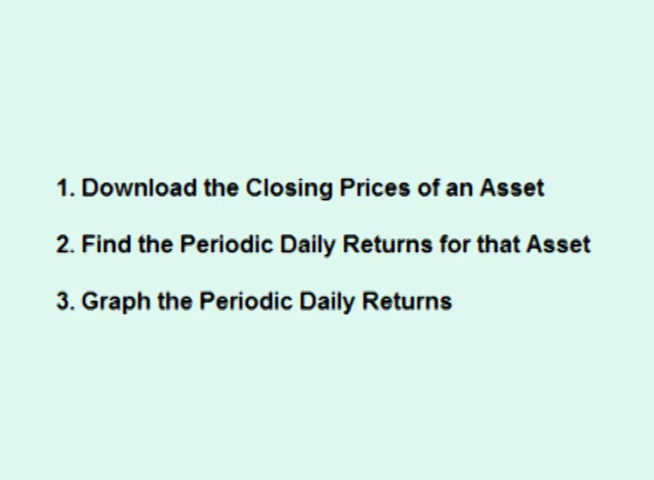 1. Download the Closing Prices of an Asset
2. Find the Periodic Daily Returns for that Asset
3. Graph the Periodic Daily Returns